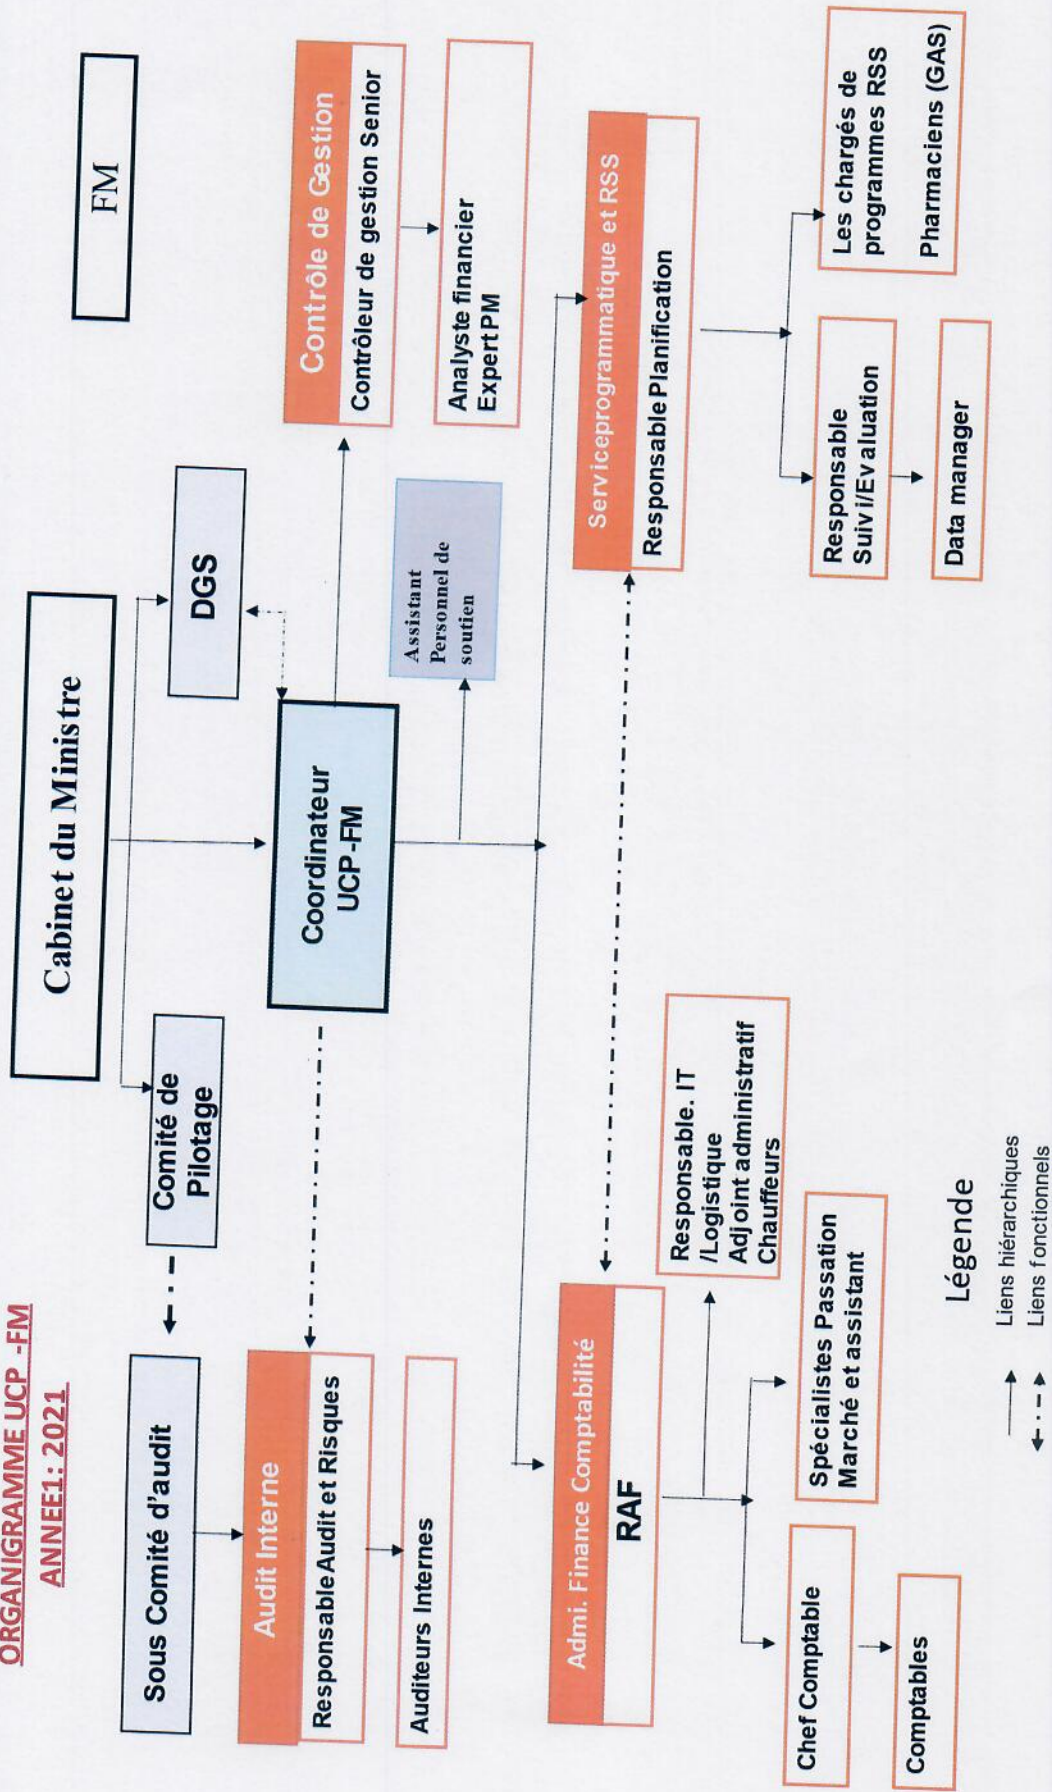 ORGANIGRAMME UCP -FM
ANNEE1: 2021
Cabinet du Ministre
FM
Comité de
Pilotage
DGS
Sous Comité d'audit
Coordinateur
UCP-FM
Contrôle de Gestion
Contrôleur de gestion Senior
Analyste financier
Expert PM
Audit Interne
Responsable Audit et Risques
Auditeurs Internes
Assistant
Personnel de
soutien
Admi. Finance Comptabilité
RAF
Serviceprogrammatique et RSS
Responsable Planification
Responsable. IT
/Logistique
Adjoint administratif
Chauffeurs
Chef Comptable
Comptables
Spécialistes Passation
Marché et assistant
Responsable
Suivi/Evaluation
Data manager
Les chargés de
programmes RSS
Pharmaciens (GAS)
Légende
Liens hiérarchiques
Liens fonctionnels